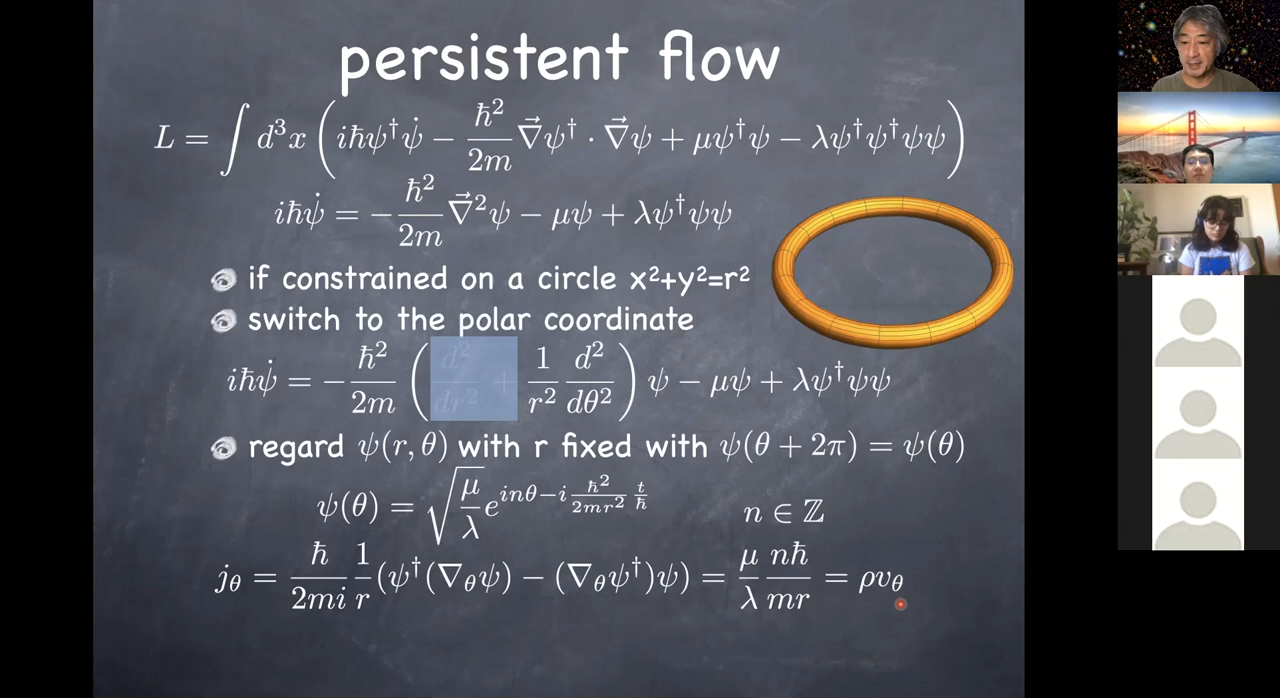 persistent flow
L = ∫ d³x ( iħψ†ψ̇ − ħ²/2m ∇⃗ψ† · ∇⃗ψ + μψ†ψ − λψ†ψ†ψψ )
iħψ̇ = − ħ²/2m ∇⃗²ψ − μψ + λψ†ψψ
if constrained on a circle x²+y²=r²
switch to the polar coordinate
iħψ̇ = − ħ²/2m ( d²/dr² + 1/r² d²/dθ² ) ψ − μψ + λψ†ψψ
regard ψ(r, θ) with r fixed with ψ(θ + 2π) = ψ(θ)
ψ(θ) = √(μ/λ) e^{inθ−i ħ²/2mr² t/ħ} n ∈ ℤ
j_θ = ħ/2mi 1/r (ψ†(∇_θψ) − (∇_θψ†)ψ) = μ/λ nħ/mr = ρv_θ